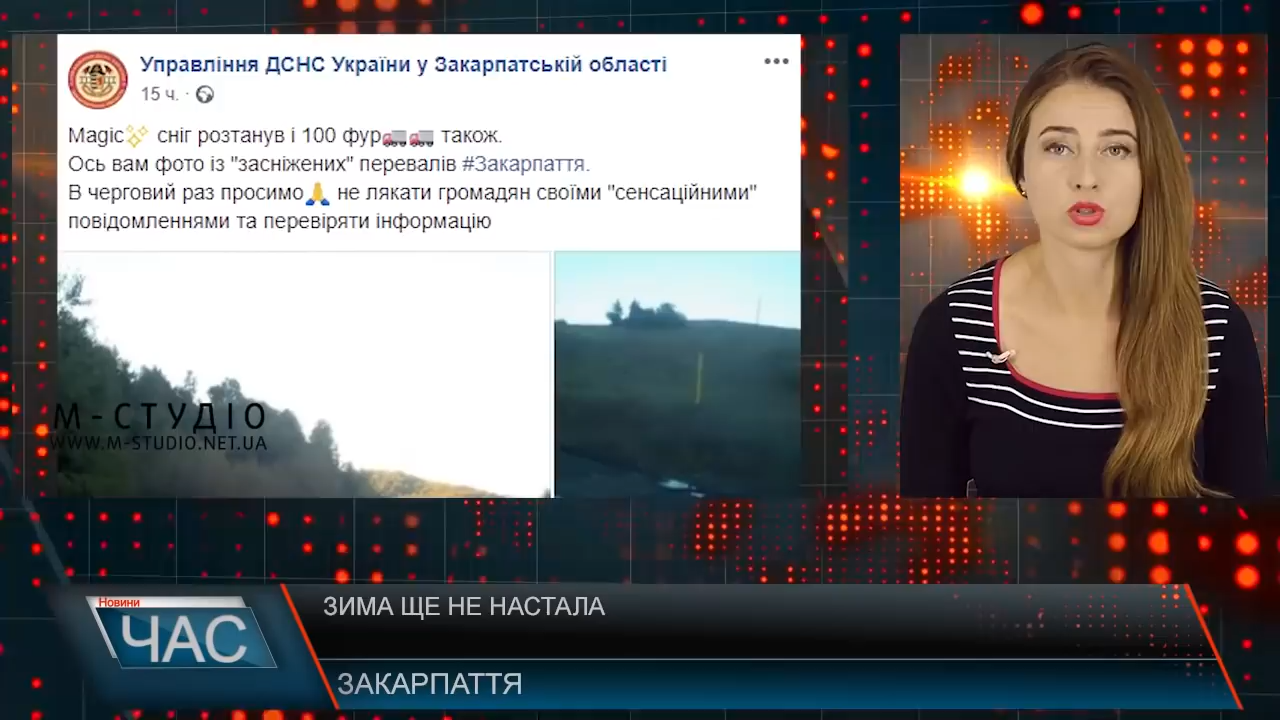 Управління ДСНС України у Закарпатській області
15 ч. ·
Magic✨ сніг розтанув і 100 фур🚛🚛 також.
Ось вам фото із "засніжених" перевалів #Закарпаття.
В черговий раз просимо🙏 не лякати громадян своїми "сенсаційними"
повідомленнями та перевіряти інформацію
М-СТУДІО
WWW.M-STUDIO.NET.UA
Новини
ЧАС
ЗИМА ЩЕ НЕ НАСТАЛА
ЗАКАРПАТТЯ